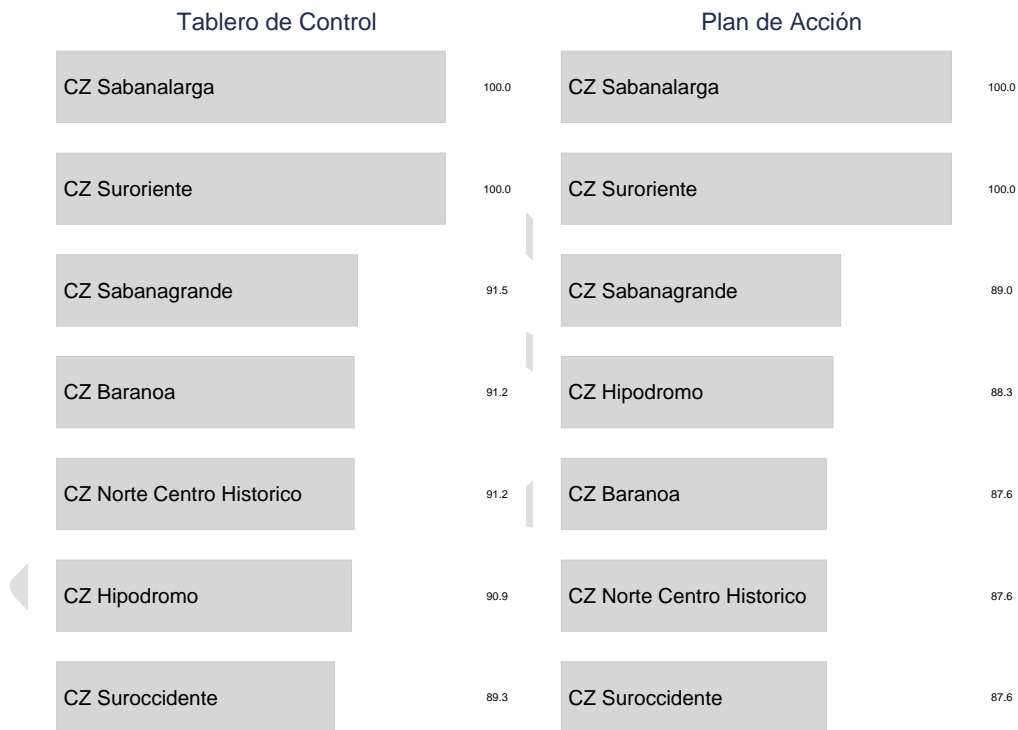 Tablero de Control
CZ Sabanalarga 100.0
CZ Suroriente 100.0
CZ Sabanagrande 91.5
CZ Baranoa 91.2
CZ Norte Centro Historico 91.2
CZ Hipodromo 90.9
CZ Suroccidente 89.3
Plan de Acción
CZ Sabanalarga 100.0
CZ Suroriente 100.0
CZ Sabanagrande 89.0
CZ Hipodromo 88.3
CZ Baranoa 87.6
CZ Norte Centro Historico 87.6
CZ Suroccidente 87.6